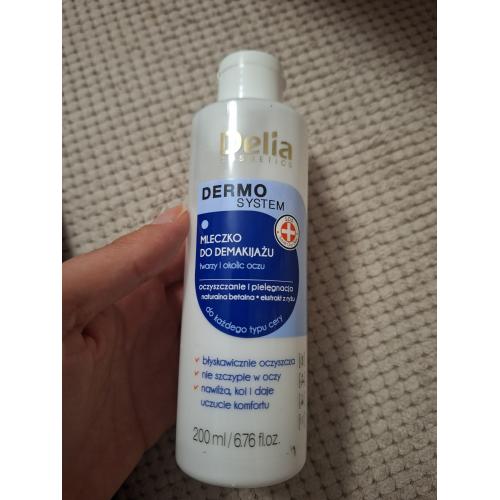 Delia
COSMETICS
DERMO
SYSTEM
MLECZKO
DO DEMAKIJAŻU
twarzy i okolic oczu
oczyszczanie i pielęgnacja
naturalna betaina • ekstrakt z ryżu
do każdego typu cery
błyskawicznie oczyszcza
nie szczypie w oczy
nawilża, koi i daje
uczucie komfortu
200 ml/6.76 fl.oz.